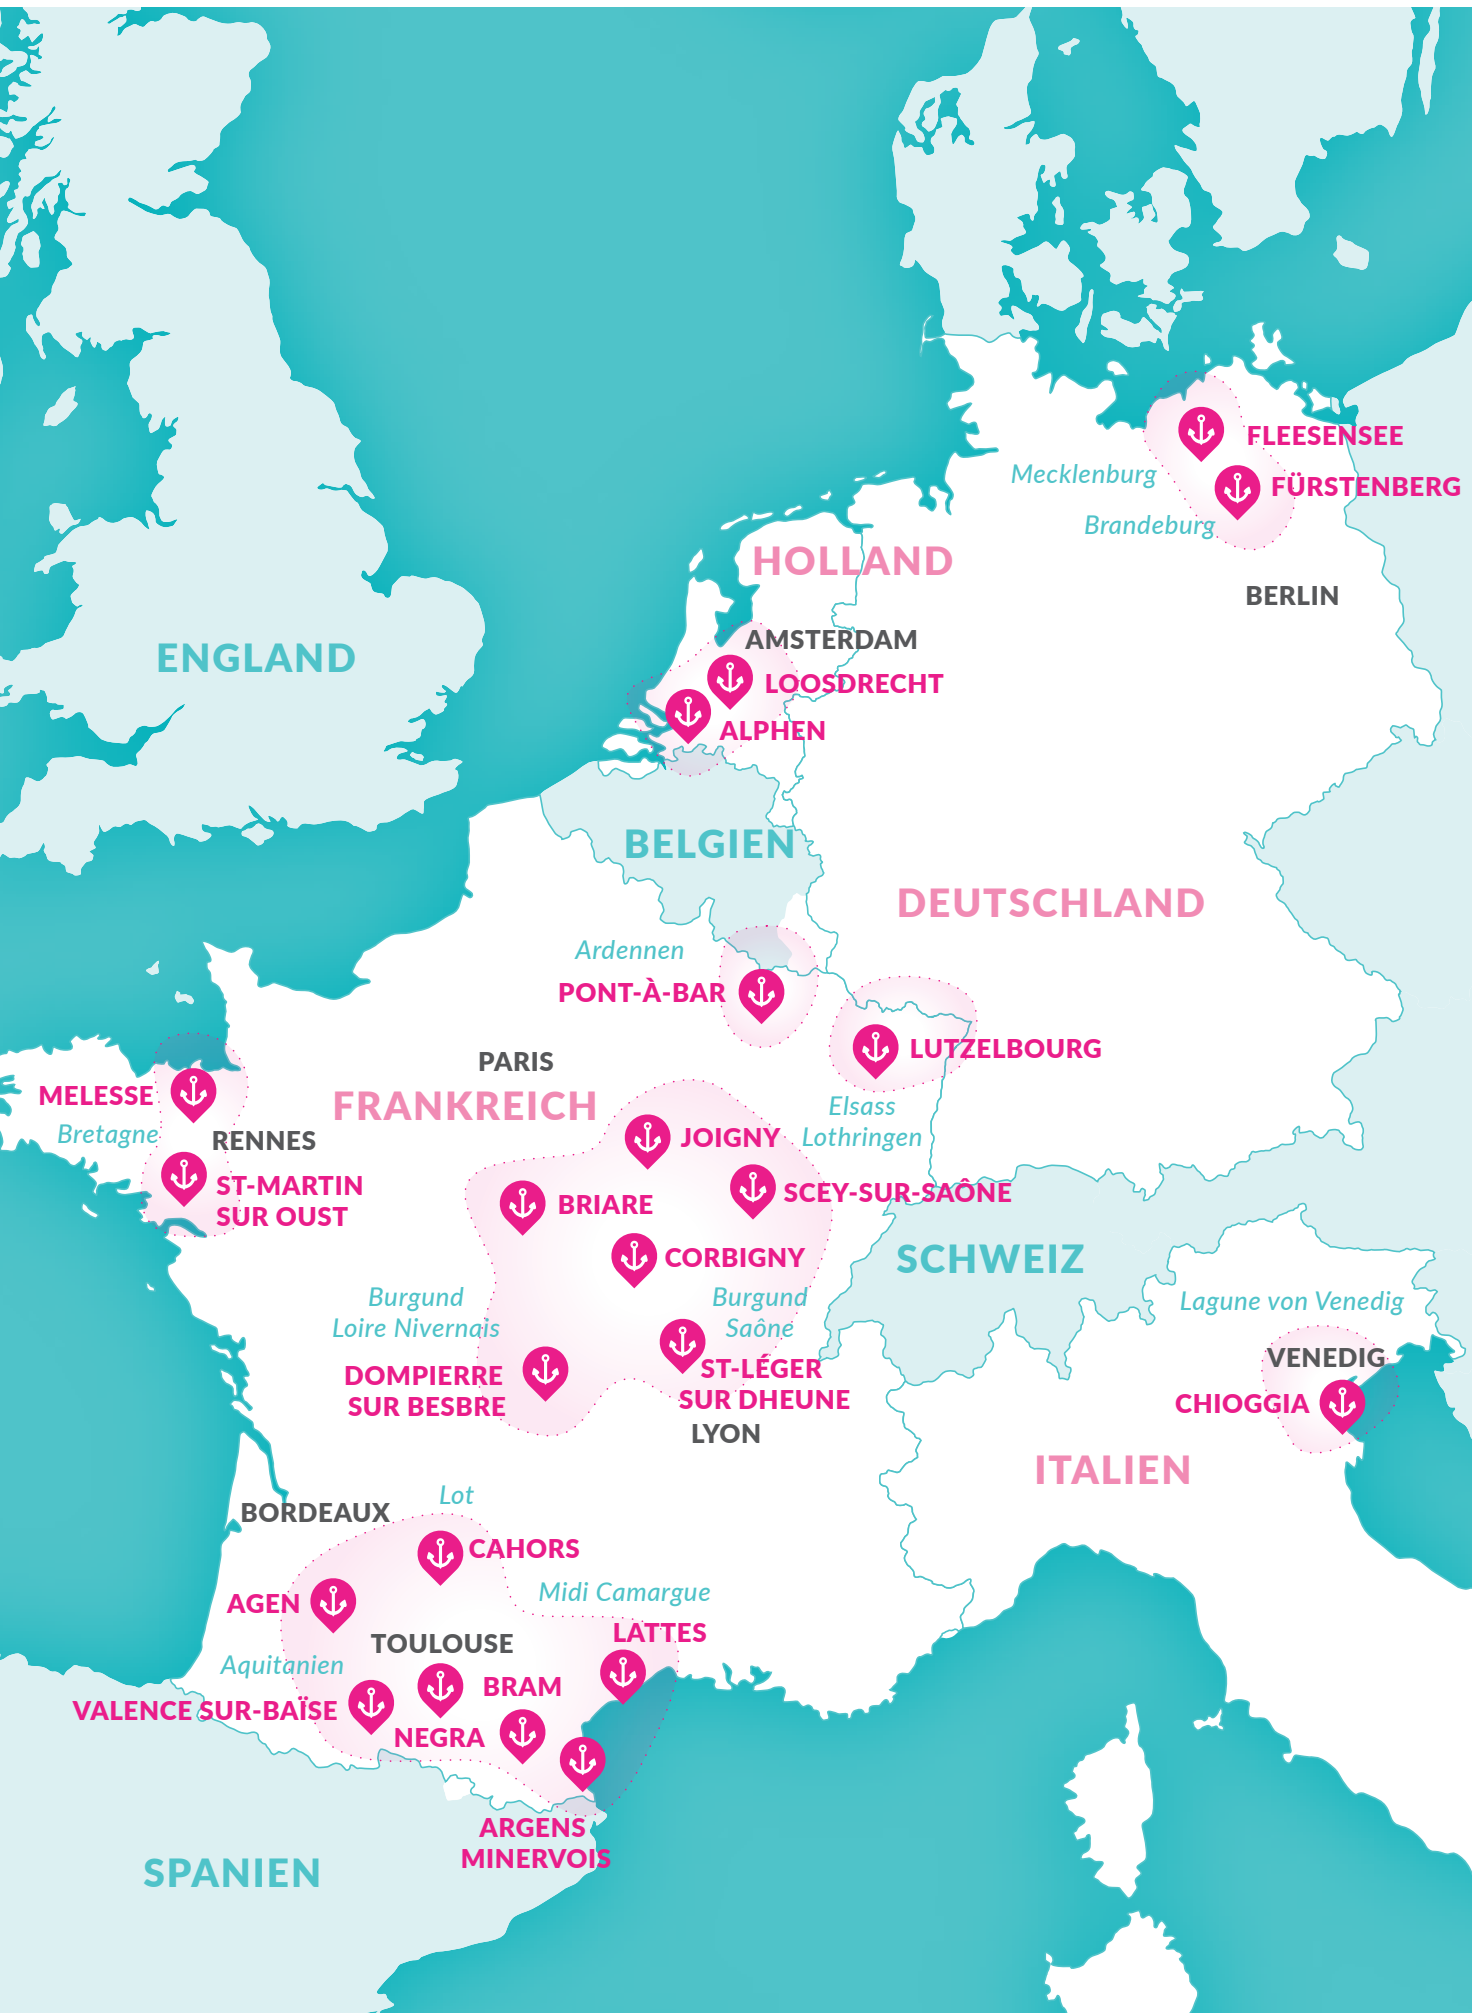 FLEESENSEE
Mecklenburg
FÜRSTENBERG
Brandeburg
HOLLAND
BERLIN
AMSTERDAM
ENGLAND
LOOSDRECHT
ALPHEN
BELGIEN
DEUTSCHLAND
Ardennen
PONT-À-BAR
LUTZELBOURG
PARIS
MELESSE
FRANKREICH
Elsass
Lothringen
Bretagne
RENNES
JOIGNY
ST-MARTIN
SUR OUST
SCEY-SUR-SAÔNE
BRIARE
CORBIGNY
SCHWEIZ
Burgund
Loire Nivernais
Burgund
Saône
Lagune von Venedig
VENEDIG
DOMPIERRE
SUR BESBRE
ST-LÉGER
SUR DHEUNE
CHIOGGIA
LYON
ITALIEN
Lot
BORDEAUX
CAHORS
Midi Camargue
AGEN
LATTES
TOULOUSE
Aquitanien
BRAM
VALENCE SUR-BAÏSE
NEGRA
ARGENS
MINERVOIS
SPANIEN